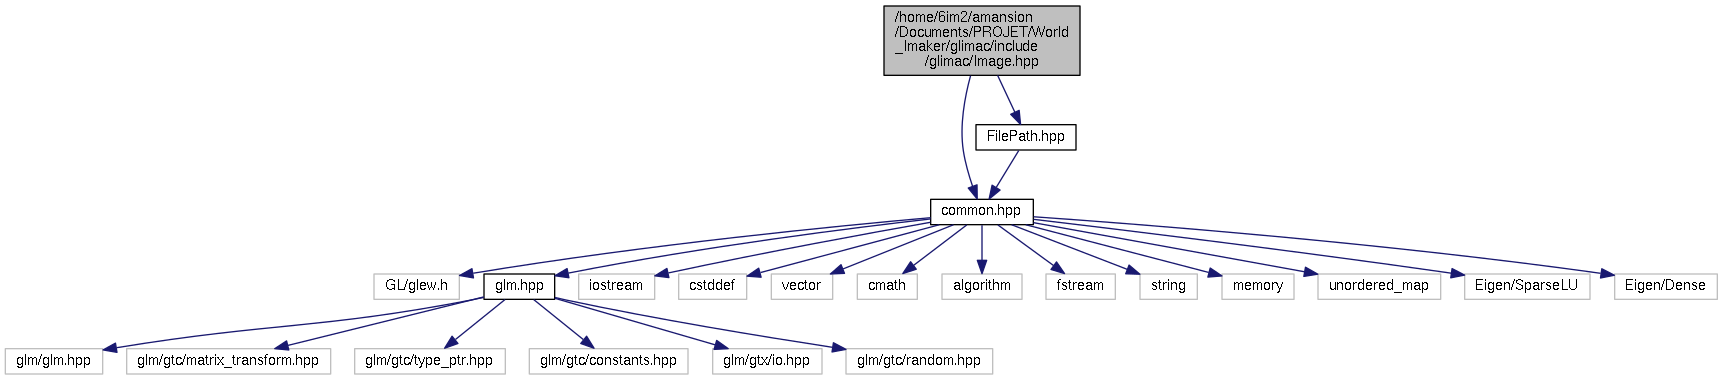 /home/6im2/amansion
/Documents/PROJET/World
_Imaker/glimac/include
/glimac/Image.hpp
FilePath.hpp
common.hpp
GL/glew.h
glm.hpp
iostream
cstddef
vector
cmath
algorithm
fstream
string
memory
unordered_map
Eigen/SparseLU
Eigen/Dense
glm/glm.hpp
glm/gtc/matrix_transform.hpp
glm/gtc/type_ptr.hpp
glm/gtc/constants.hpp
glm/gtx/io.hpp
glm/gtc/random.hpp